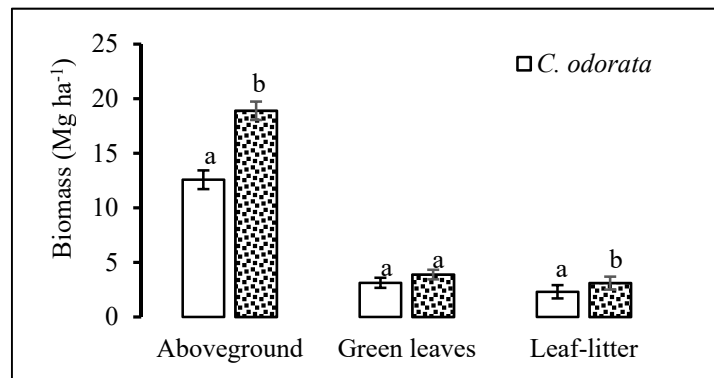 25
20
15
10
5
0
Biomass (Mg ha⁻¹)
C. odorata
a
b
a
a
a
b
Aboveground Green leaves Leaf-litter